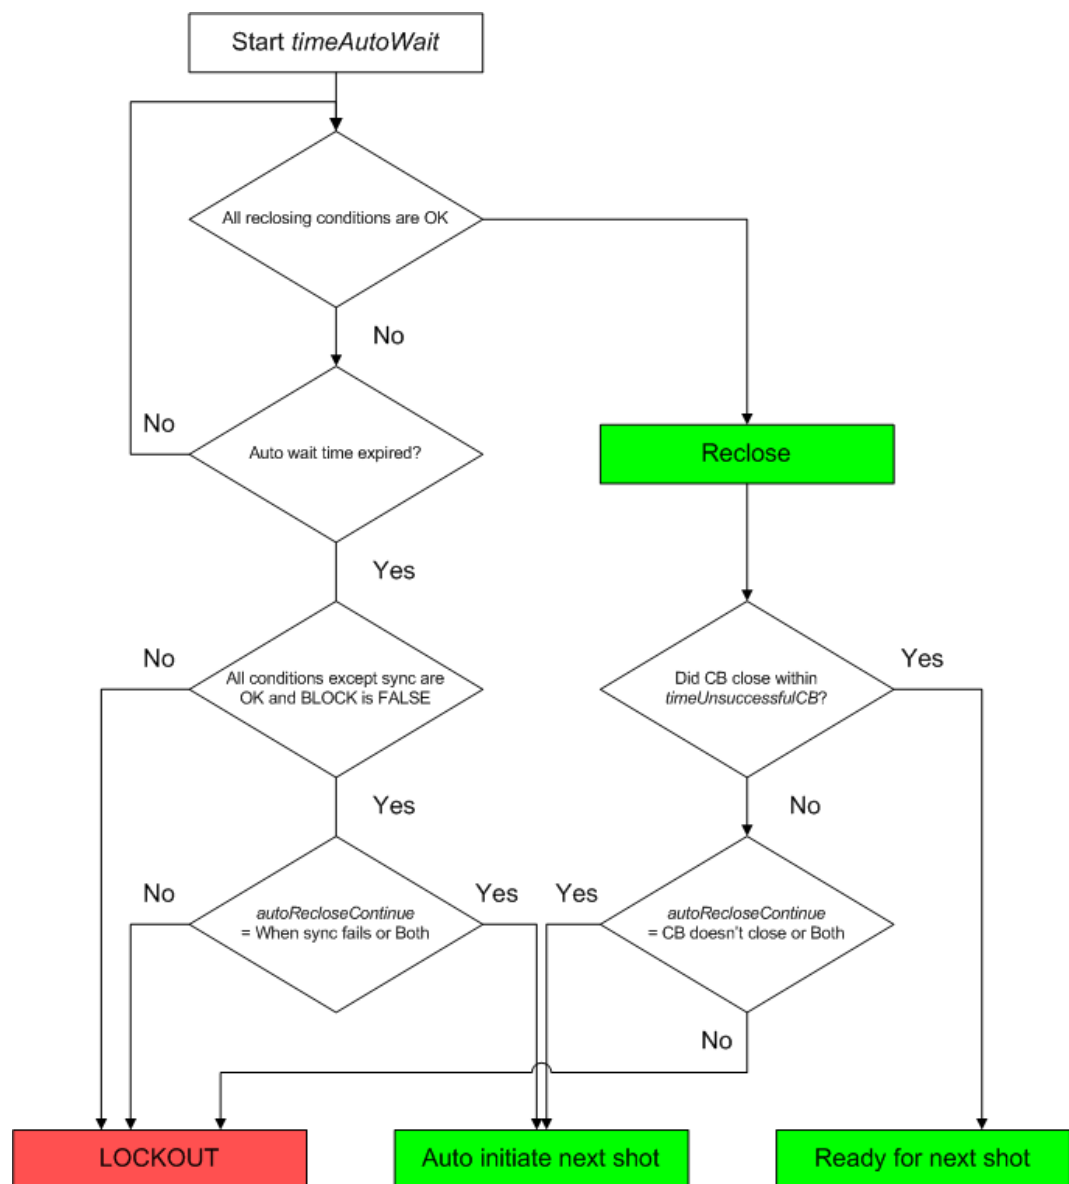 Start timeAutoWait
All reclosing conditions are OK
No
No
Auto wait time expired?
Reclose
Yes
No
All conditions except sync are
OK and BLOCK is FALSE
Did CB close within
timeUnsuccessfulCB?
Yes
Yes
No
No
autoRecloseContinue
= When sync fails or Both
Yes
Yes
autoRecloseContinue
= CB doesn't close or Both
No
LOCKOUT
Auto initiate next shot
Ready for next shot